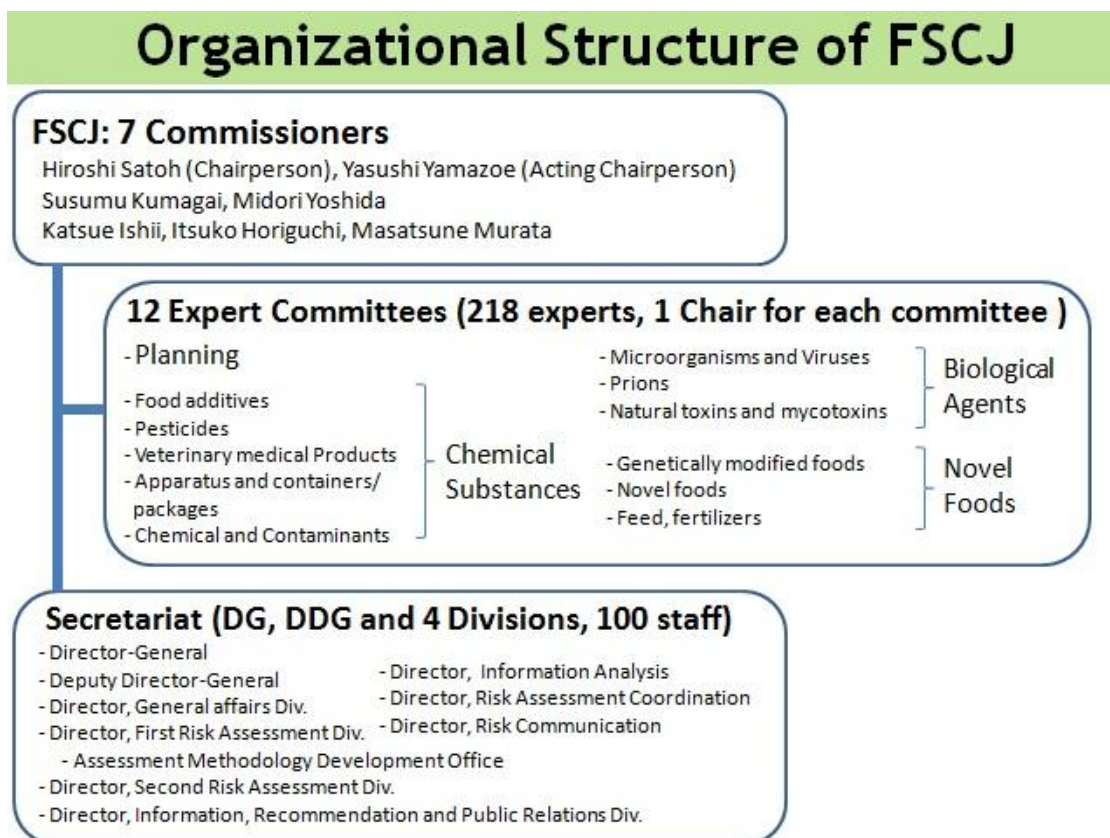 Organizational Structure of FSCJ
FSCJ: 7 Commissioners
Hiroshi Satoh (Chairperson), Yasushi Yamazoe (Acting Chairperson)
Susumu Kumagai, Midori Yoshida
Katsue Ishii, Itsuko Horiguchi, Masatsune Murata
12 Expert Committees (218 experts, 1 Chair for each committee )
- Planning
- Food additives
- Pesticides
- Veterinary medical Products
- Apparatus and containers/
packages
- Chemical and Contaminants
Chemical
Substances
- Microorganisms and Viruses
- Prions
- Natural toxins and mycotoxins
Biological
Agents
- Genetically modified foods
- Novel foods
- Feed, fertilizers
Novel
Foods
Secretariat (DG, DDG and 4 Divisions, 100 staff)
- Director-General
- Deputy Director-General
- Director, General affairs Div.
- Director, First Risk Assessment Div.
- Assessment Methodology Development Office
- Director, Second Risk Assessment Div.
- Director, Information, Recommendation and Public Relations Div.
- Director, Information Analysis
- Director, Risk Assessment Coordination
- Director, Risk Communication